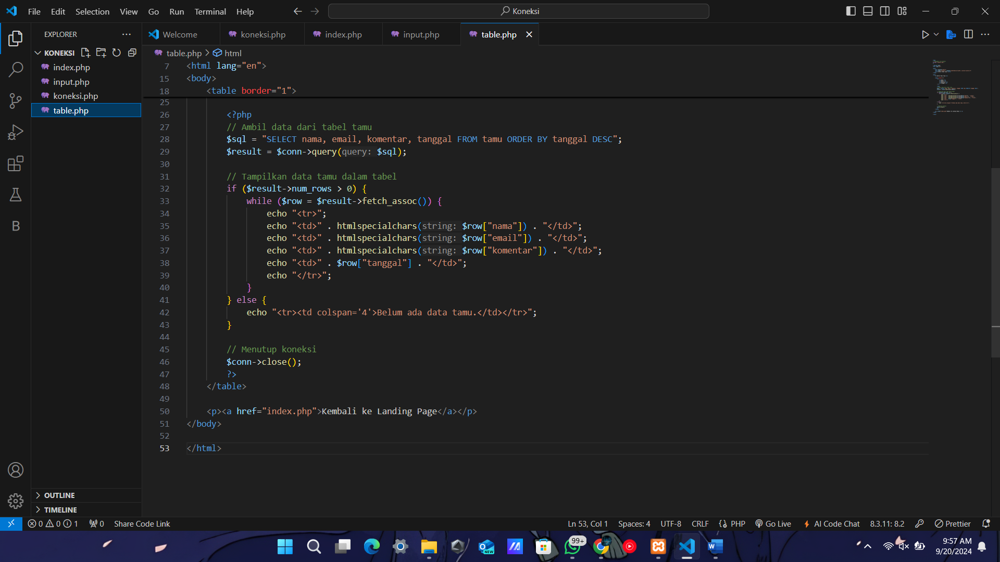 File Edit Selection View Go Run Terminal Help
Koneksi
EXPLORER
Welcome koneksi.php index.php input.php table.php
KONEKSI
index.php
input.php
koneksi.php
table.php
table.php > html
7 <html lang="en">
15 <body>
18 <table border="1">
25
26 <?php
27 // Ambil data dari tabel tamu
28 $sql = "SELECT nama, email, komentar, tanggal FROM tamu ORDER BY tanggal DESC";
29 $result = $conn->query(query: $sql);
30
31 // Tampilkan data tamu dalam tabel
32 if ($result->num_rows > 0) {
33 while ($row = $result->fetch_assoc()) {
34 echo "<tr>";
35 echo "<td>" . htmlspecialchars(string: $row["nama"]) . "</td>";
36 echo "<td>" . htmlspecialchars(string: $row["email"]) . "</td>";
37 echo "<td>" . htmlspecialchars(string: $row["komentar"]) . "</td>";
38 echo "<td>" . $row["tanggal"] . "</td>";
39 echo "</tr>";
40 }
41 } else {
42 echo "<tr><td colspan='4'>Belum ada data tamu.</td></tr>";
43 }
44
45 // Menutup koneksi
46 $conn->close();
47 ?>
48 </table>
49
50 <p><a href="index.php">Kembali ke Landing Page</a></p>
51 </body>
52
53 </html>
B
OUTLINE
TIMELINE
0 0 1 0 Share Code Link Ln 53, Col 1 Spaces: 4 UTF-8 CRLF {} PHP Go Live AI Code Chat 8.3.11: 8.2 Prettier
NEW
99+
9:57 AM
9/20/2024